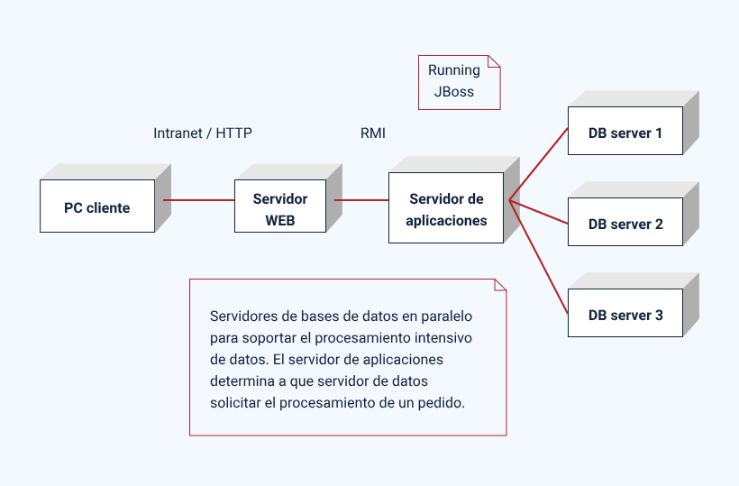 Running
JBoss
Intranet / HTTP
RMI
DB server 1
PC cliente
Servidor
WEB
Servidor de
aplicaciones
DB server 2
DB server 3
Servidores de bases de datos en paralelo
para soportar el procesamiento intensivo
de datos. El servidor de aplicaciones
determina a que servidor de datos
solicitar el procesamiento de un pedido.